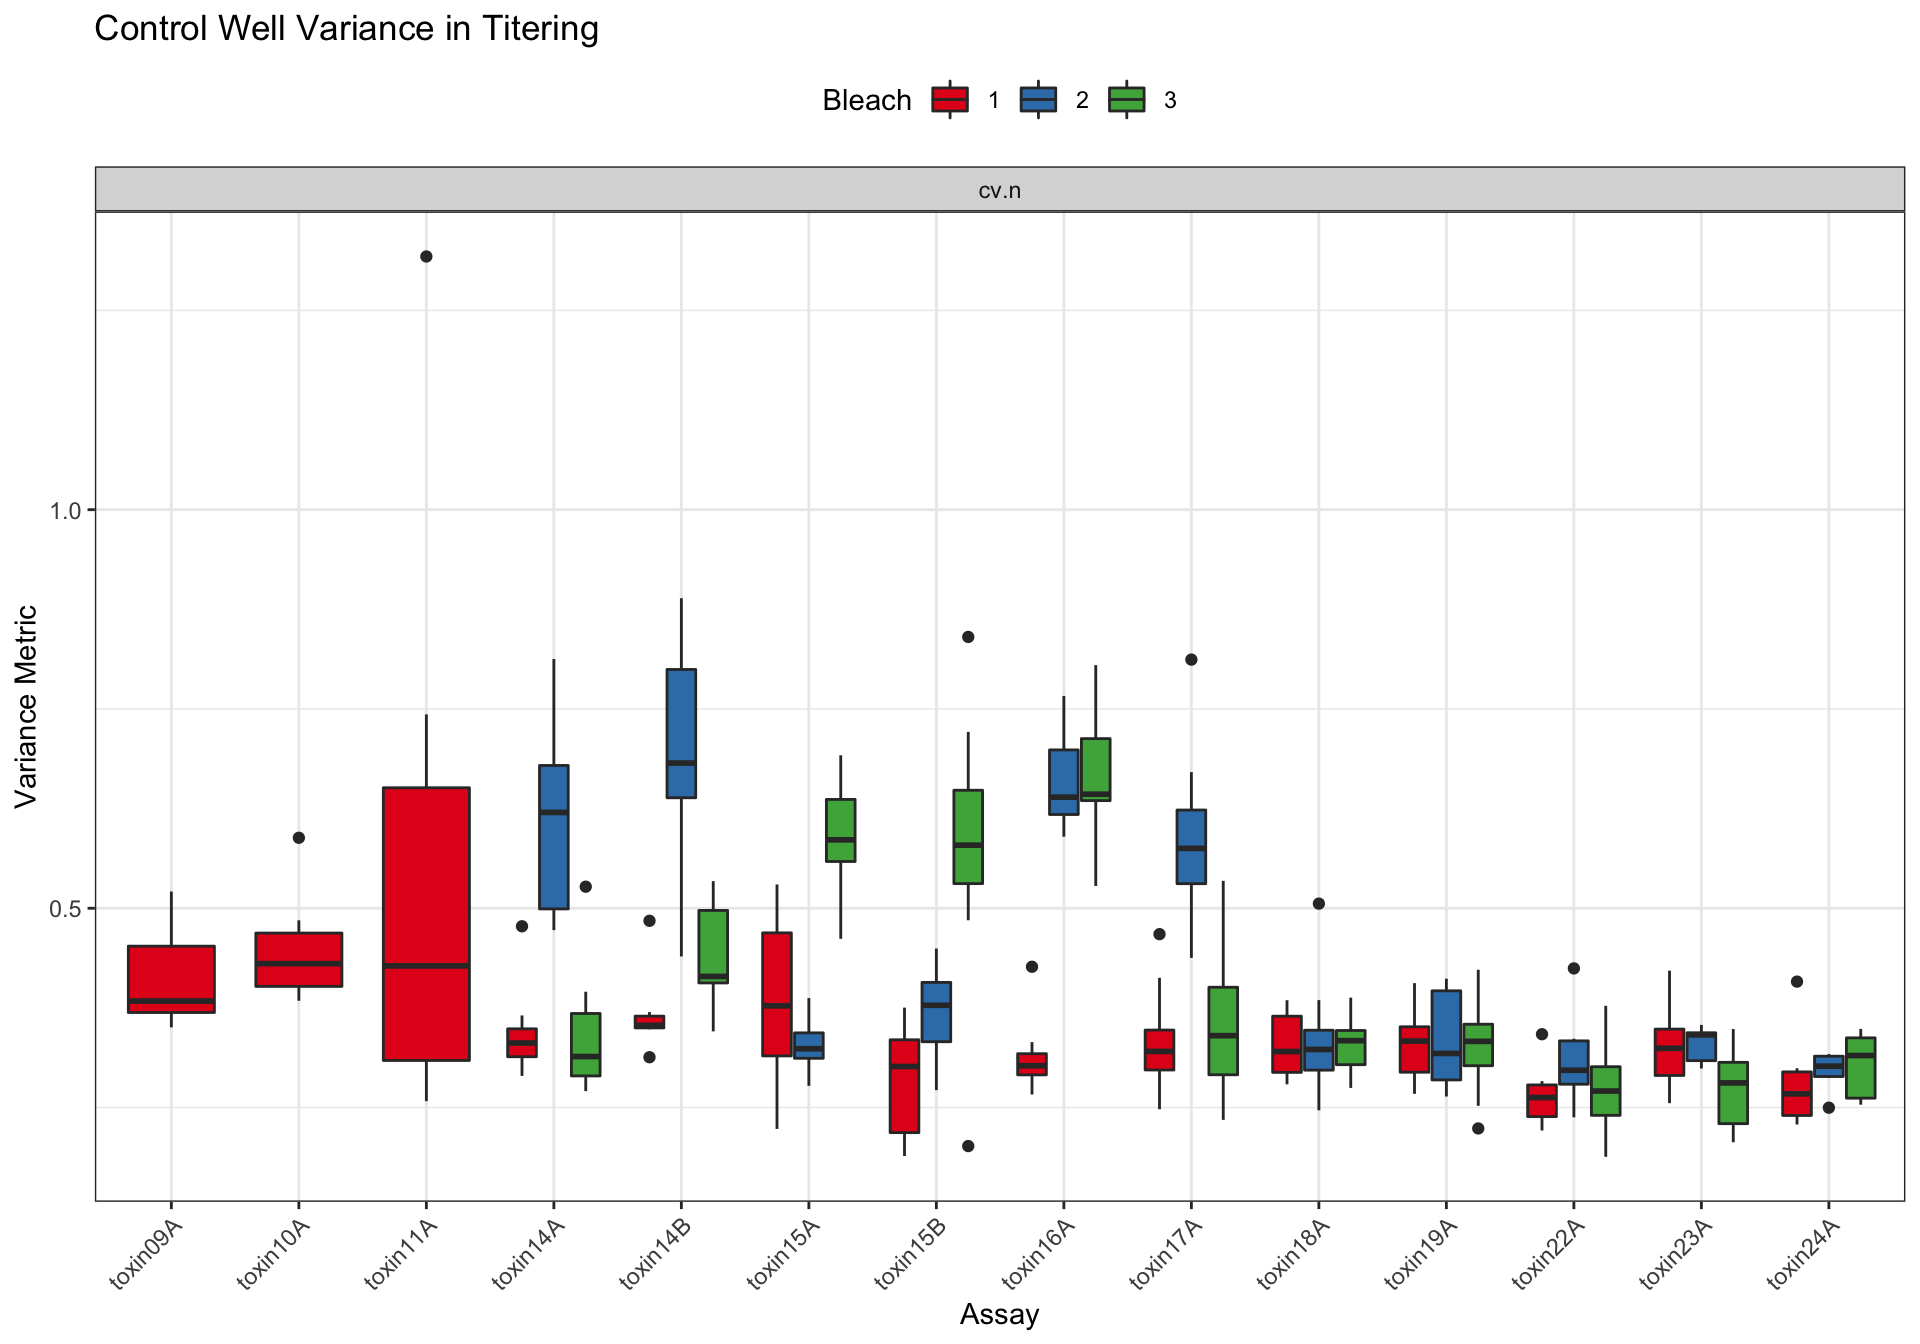 Control Well Variance in Titering
Bleach 1 2 3
cv.n
1.0
0.5
Variance Metric
toxin09A toxin10A toxin11A toxin14A toxin14B toxin15A toxin15B toxin16A toxin17A toxin18A toxin19A toxin22A toxin23A toxin24A
Assay